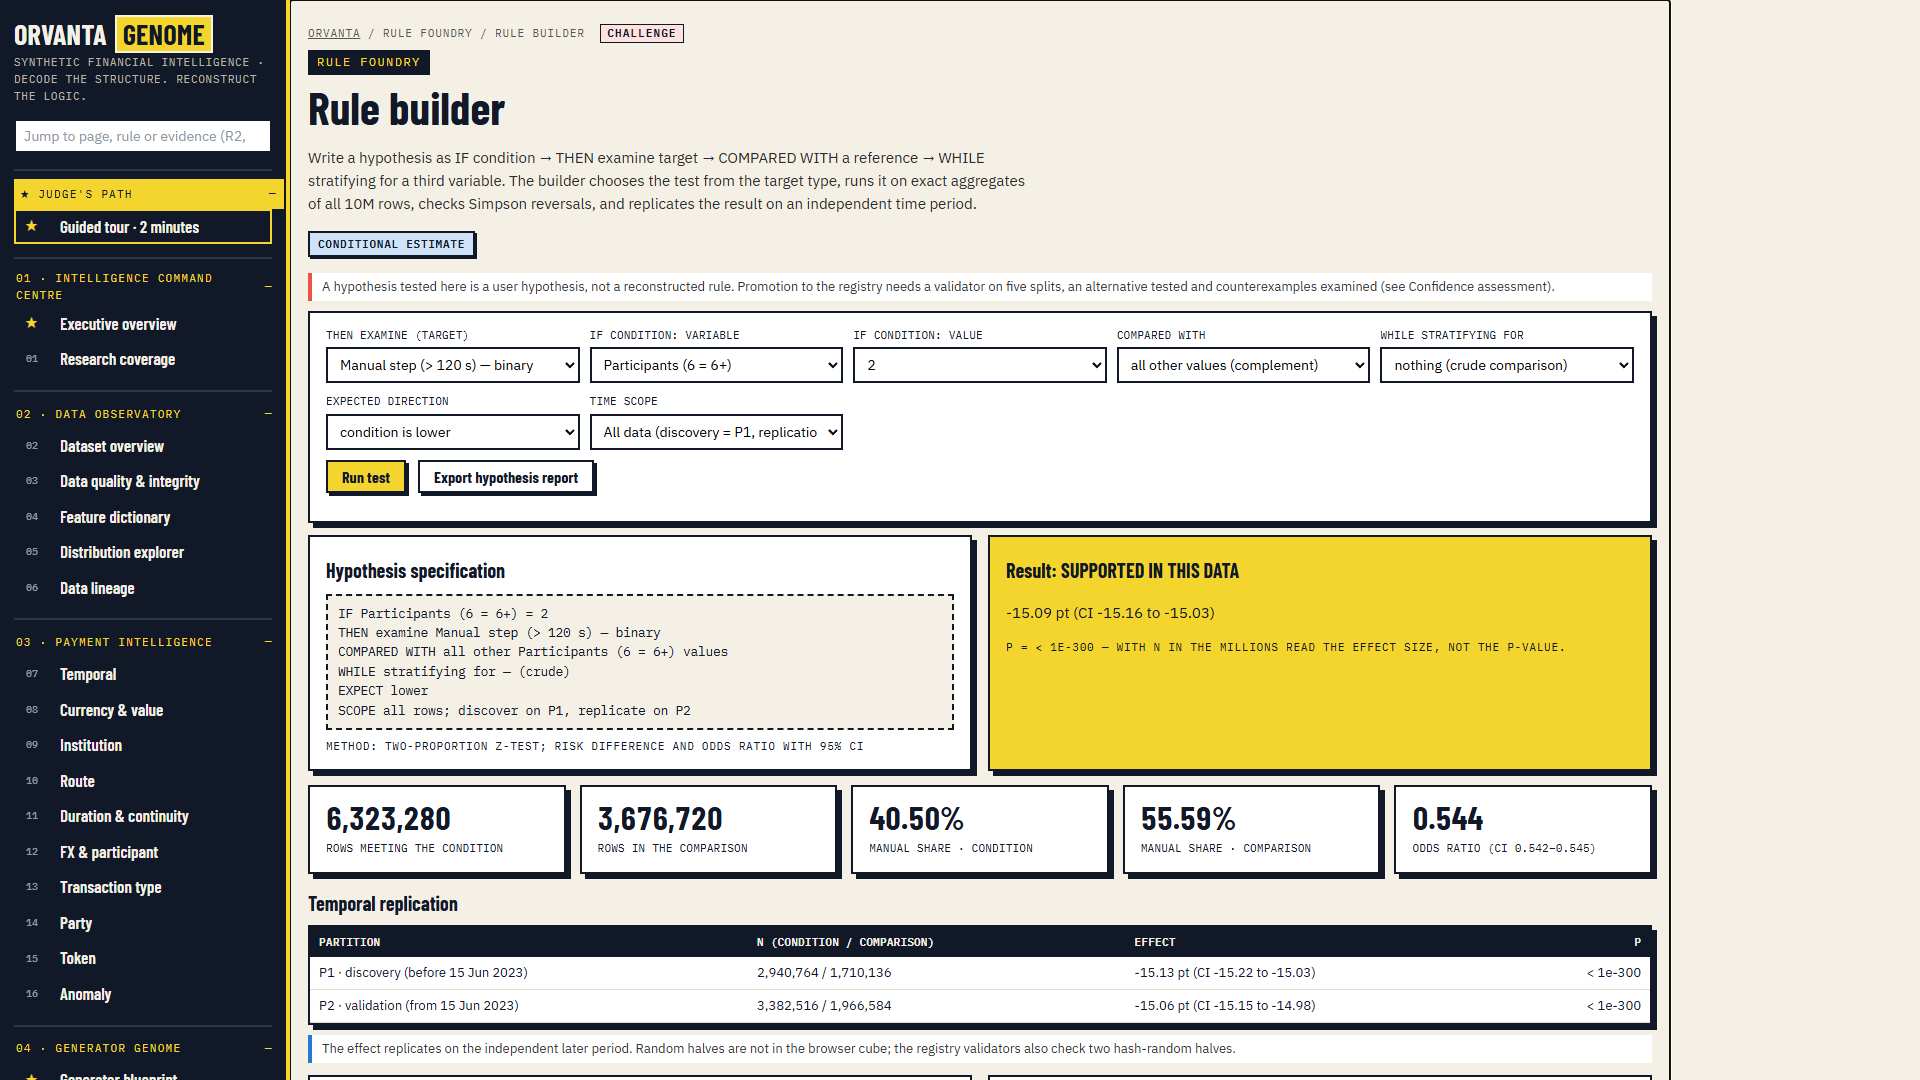 ORVANTA GENOME
SYNTHETIC FINANCIAL INTELLIGENCE ·
DECODE THE STRUCTURE. RECONSTRUCT
THE LOGIC.
Jump to page, rule or evidence (R2,
★ JUDGE'S PATH –
★ Guided tour · 2 minutes
01 · INTELLIGENCE COMMAND
CENTRE –
★ Executive overview
01 Research coverage
02 · DATA OBSERVATORY –
02 Dataset overview
03 Data quality & integrity
04 Feature dictionary
05 Distribution explorer
06 Data lineage
03 · PAYMENT INTELLIGENCE –
07 Temporal
08 Currency & value
09 Institution
10 Route
11 Duration & continuity
12 FX & participant
13 Transaction type
14 Party
15 Token
16 Anomaly
04 · GENERATOR GENOME –
★ Generator blueprint
ORVANTA / RULE FOUNDRY / RULE BUILDER CHALLENGE
RULE FOUNDRY
Rule builder
Write a hypothesis as IF condition → THEN examine target → COMPARED WITH a reference → WHILE
stratifying for a third variable. The builder chooses the test from the target type, runs it on exact aggregates
of all 10M rows, checks Simpson reversals, and replicates the result on an independent time period.
CONDITIONAL ESTIMATE
A hypothesis tested here is a user hypothesis, not a reconstructed rule. Promotion to the registry needs a validator on five splits, an alternative tested and counterexamples examined (see Confidence assessment).
THEN EXAMINE (TARGET) IF CONDITION: VARIABLE IF CONDITION: VALUE COMPARED WITH WHILE STRATIFYING FOR
Manual step (> 120 s) — binary Participants (6 = 6+) 2 all other values (complement) nothing (crude comparison)
EXPECTED DIRECTION TIME SCOPE
condition is lower All data (discovery = P1, replicatio
Run test Export hypothesis report
Hypothesis specification
IF Participants (6 = 6+) = 2
THEN examine Manual step (> 120 s) — binary
COMPARED WITH all other Participants (6 = 6+) values
WHILE stratifying for — (crude)
EXPECT lower
SCOPE all rows; discover on P1, replicate on P2
METHOD: TWO-PROPORTION Z-TEST; RISK DIFFERENCE AND ODDS RATIO WITH 95% CI
Result: SUPPORTED IN THIS DATA
-15.09 pt (CI -15.16 to -15.03)
P = < 1E-300 — WITH N IN THE MILLIONS READ THE EFFECT SIZE, NOT THE P-VALUE.
6,323,280 3,676,720 40.50% 55.59% 0.544
ROWS MEETING THE CONDITION ROWS IN THE COMPARISON MANUAL SHARE · CONDITION MANUAL SHARE · COMPARISON ODDS RATIO (CI 0.542–0.545)
Temporal replication
PARTITION N (CONDITION / COMPARISON) EFFECT P
P1 · discovery (before 15 Jun 2023) 2,940,764 / 1,710,136 -15.13 pt (CI -15.22 to -15.03) < 1e-300
P2 · validation (from 15 Jun 2023) 3,382,516 / 1,966,584 -15.06 pt (CI -15.15 to -14.98) < 1e-300
The effect replicates on the independent later period. Random halves are not in the browser cube; the registry validators also check two hash-random halves.